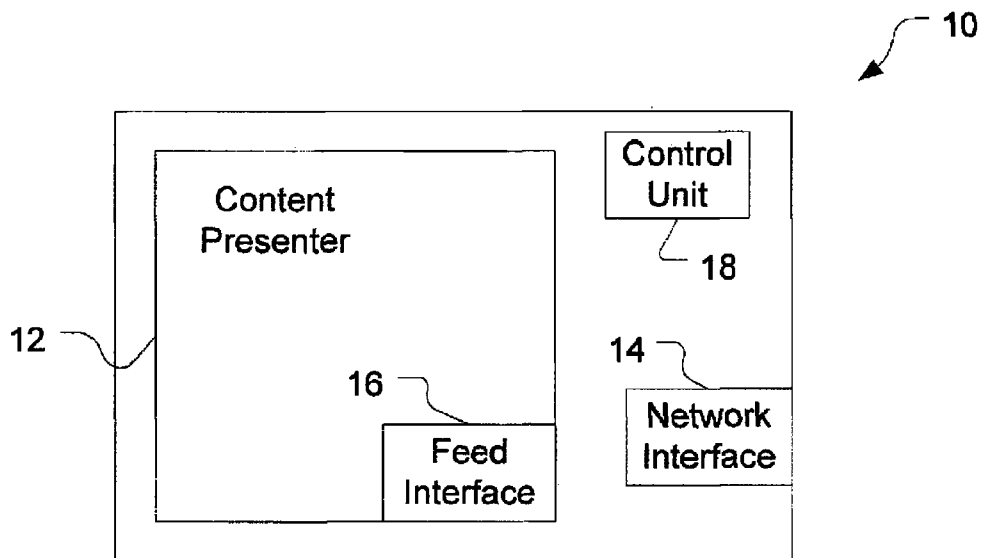 10
Control
Unit
Content
Presenter
18
12
14
16
Network
Interface
Feed
Interface